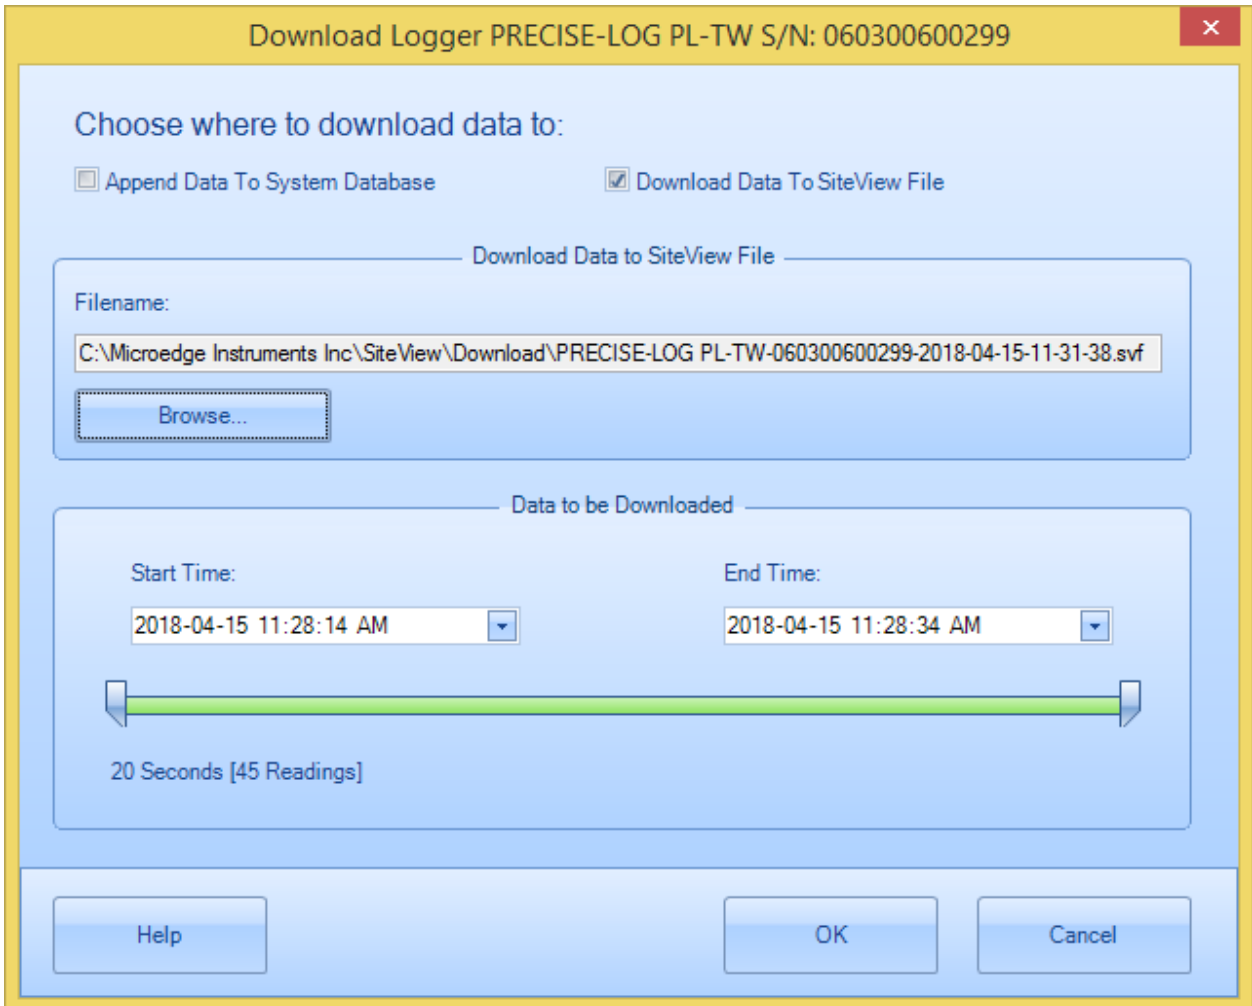 Download Logger PRECISE-LOG PL-TW S/N: 060300600299
Choose where to download data to:
Append Data To System Database
Download Data To SiteView File
Download Data to SiteView File
Filename:
C:\Microedge Instruments Inc\SiteView\Download\PRECISE-LOG PL-TW-060300600299-2018-04-15-11-31-38.svf
Browse...
Data to be Downloaded
Start Time:
End Time:
2018-04-15 11:28:14 AM
2018-04-15 11:28:34 AM
20 Seconds [45 Readings]
Help
OK
Cancel